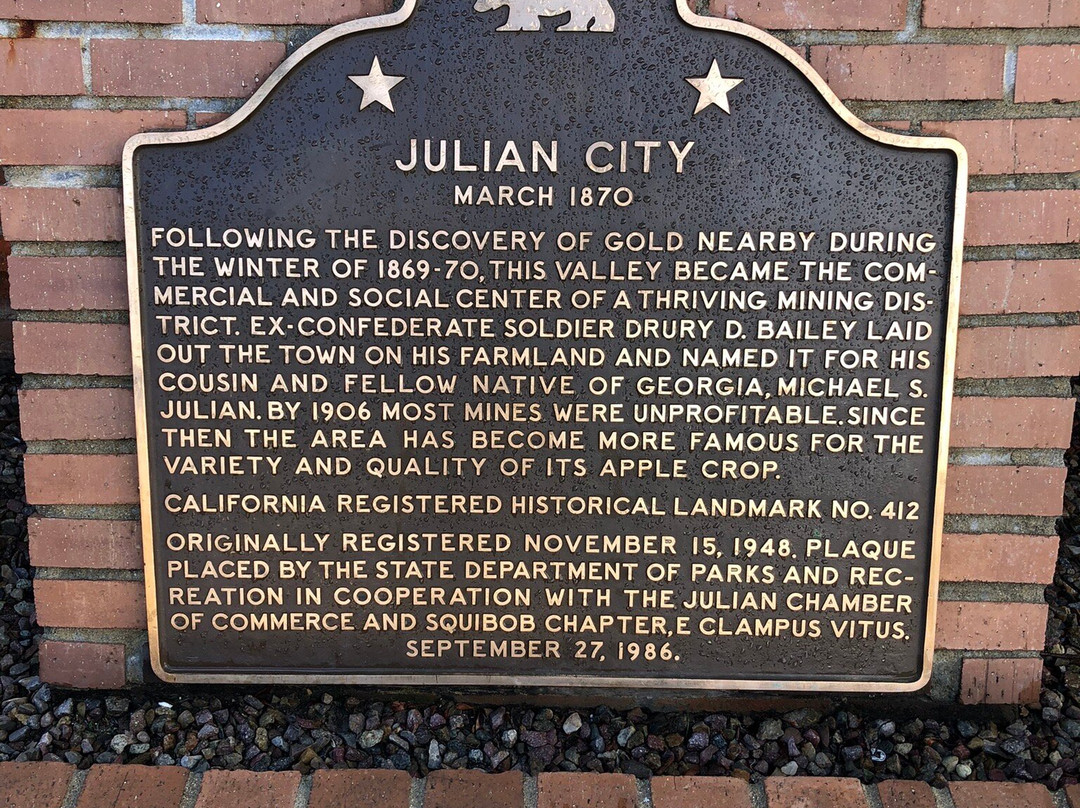 JULIAN CITY
MARCH 1870
FOLLOWING THE DISCOVERY OF GOLD NEARBY DURING
THE WINTER OF 1869-70, THIS VALLEY BECAME THE COM-
MERCIAL AND SOCIAL CENTER OF A THRIVING MINING DIS-
TRICT. EX-CONFEDERATE SOLDIER DRURY D. BAILEY LAID
OUT THE TOWN ON HIS FARMLAND AND NAMED IT FOR HIS
COUSIN AND FELLOW NATIVE OF GEORGIA, MICHAEL S.
JULIAN. BY 1906 MOST MINES WERE UNPROFITABLE. SINCE
THEN THE AREA HAS BECOME MORE FAMOUS FOR THE
VARIETY AND QUALITY OF ITS APPLE CROP.
CALIFORNIA REGISTERED HISTORICAL LANDMARK NO. 412
ORIGINALLY REGISTERED NOVEMBER 15, 1948. PLAQUE
PLACED BY THE STATE DEPARTMENT OF PARKS AND REC-
REATION IN COOPERATION WITH THE JULIAN CHAMBER
OF COMMERCE AND SQUIBOB CHAPTER, E CLAMPUS VITUS.
SEPTEMBER 27, 1986.